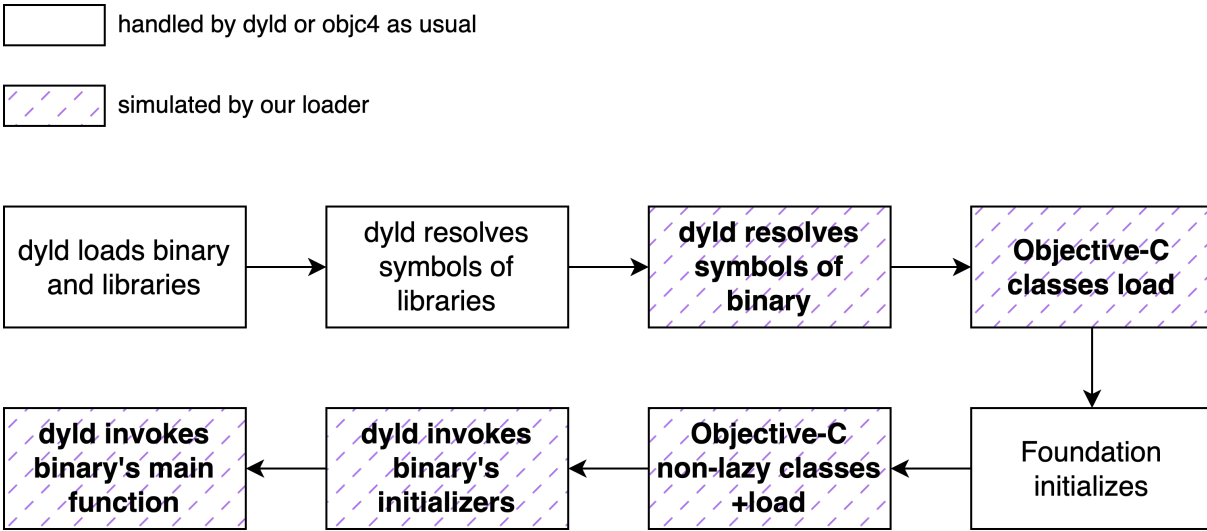 handled by dyld or objc4 as usual
simulated by our loader
dyld loads binary
and libraries
dyld resolves
symbols of
libraries
dyld resolves
symbols of
binary
Objective-C
classes load
Foundation
initializes
Objective-C
non-lazy classes
+load
dyld invokes
binary's
initializers
dyld invokes
binary's main
function